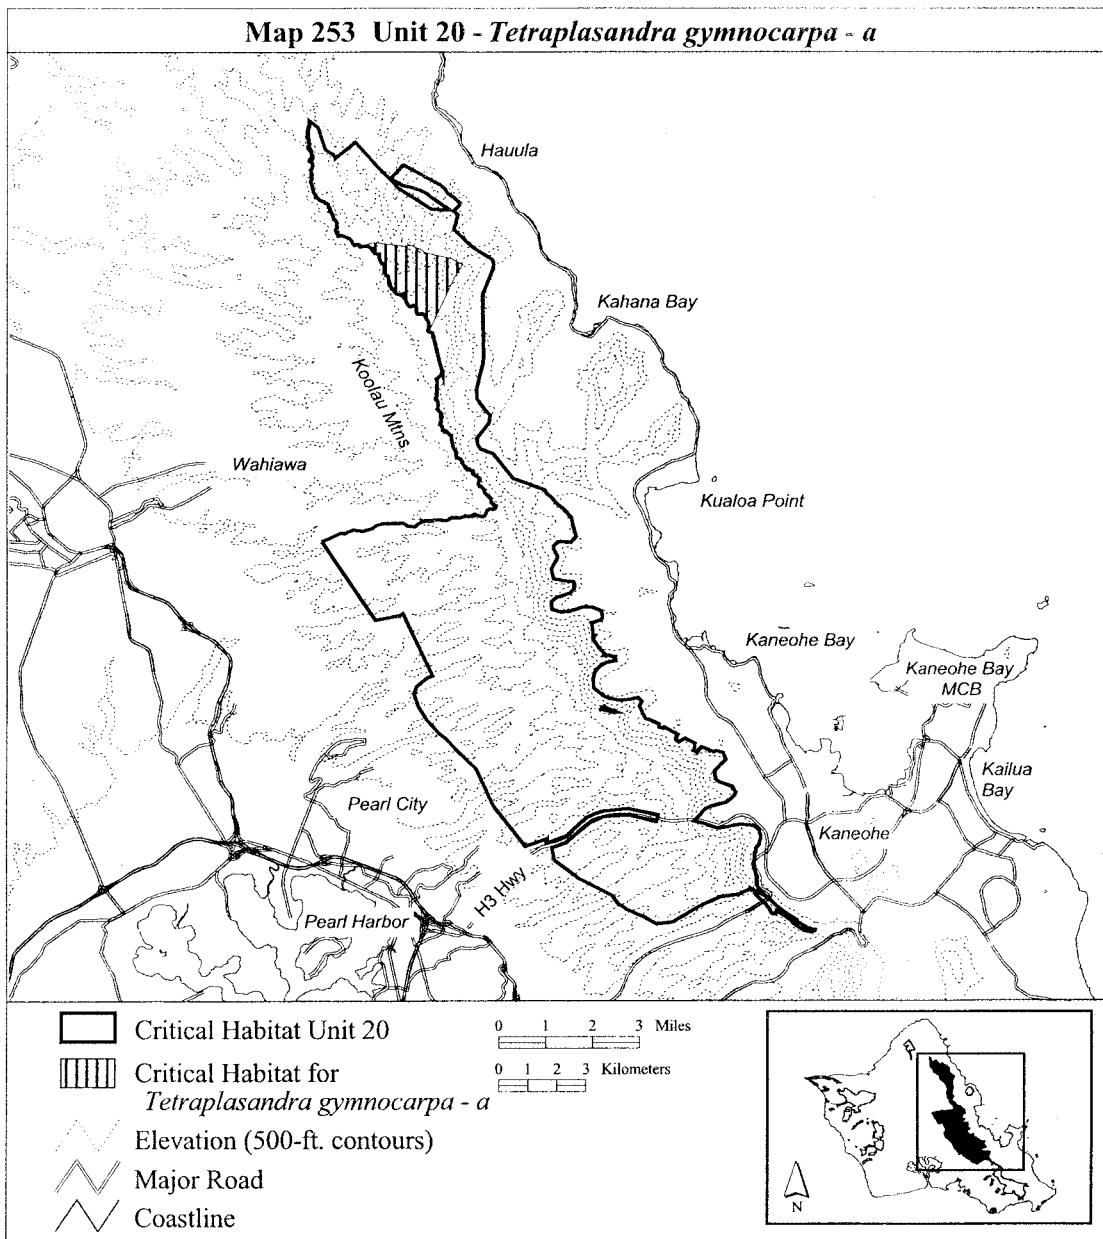 Map 253 Unit 20 - Tetraplasandra gymnocarpa - a
Hauula
Kahana Bay
Koolau Mtns
Wahiawa
Kualoa Point
Kaneohe Bay
Kaneohe Bay
MCB
Kailua
Bay
Pearl City
Kaneohe
H3 Hwy
Pearl Harbor
Critical Habitat Unit 20
Critical Habitat for
Tetraplasandra gymnocarpa - a
Elevation (500-ft. contours)
Major Road
Coastline
0 1 2 3 Miles
0 1 2 3 Kilometers
N